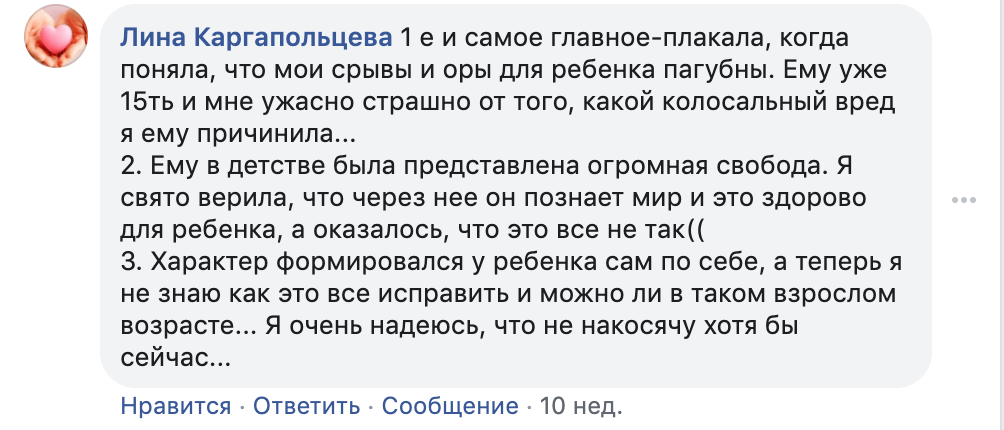 Лина Каргапольцева 1 е и самое главное-плакала, когда
поняла, что мои срывы и оры для ребенка пагубны. Ему уже
15ть и мне ужасно страшно от того, какой колосальный вред
я ему причинила...
2. Ему в детстве была представлена огромная свобода. Я
свято верила, что через нее он познает мир и это здорово
для ребенка, а оказалось, что это все не так((
3. Характер формировался у ребенка сам по себе, а теперь я
не знаю как это все исправить и можно ли в таком взрослом
возрасте... Я очень надеюсь, что не накосячу хотя бы
сейчас...
Нравится · Ответить · Сообщение · 10 нед.